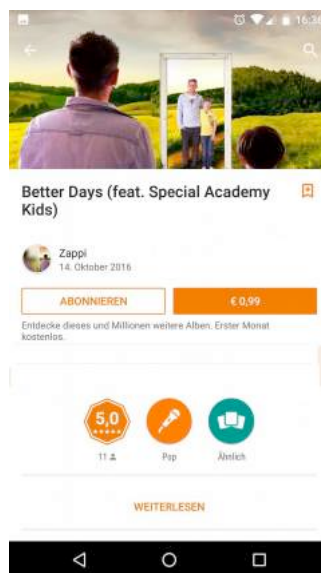 16:36
Better Days (feat. Special Academy
Kids)
Zappi
14. Oktober 2016
ABONNIEREN
€ 0,99
Entdecke dieses und Millionen weitere Alben. Erster Monat
kostenlos.
5,0
11
Pop
Ähnlich
WEITERLESEN